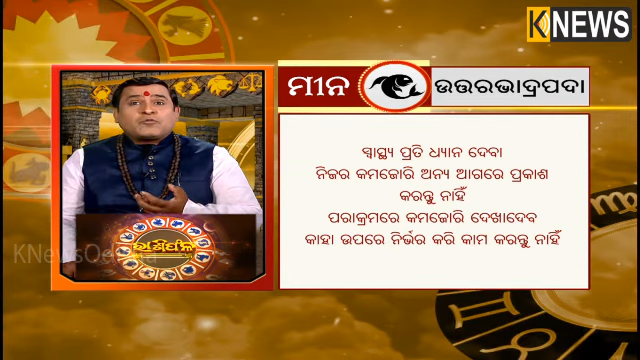 KNEWS
ମୀନ
ଉତ୍ତରଭାଦ୍ରପଦା
ସ୍ୱାସ୍ଥ୍ୟ ପ୍ରତି ଧ୍ୟାନ ଦେବା
ନିଜର କମଜୋରି ଅନ୍ୟ ଆଗରେ ପ୍ରକାଶ
କରନ୍ତୁ ନାହିଁ
ପରାକ୍ରମରେ କମଜୋରି ଦେଖାଦେବ
କାହା ଉପରେ ନିର୍ଭର କରି କାମ କରନ୍ତୁ ନାହିଁ
ରାଶିଫଳ